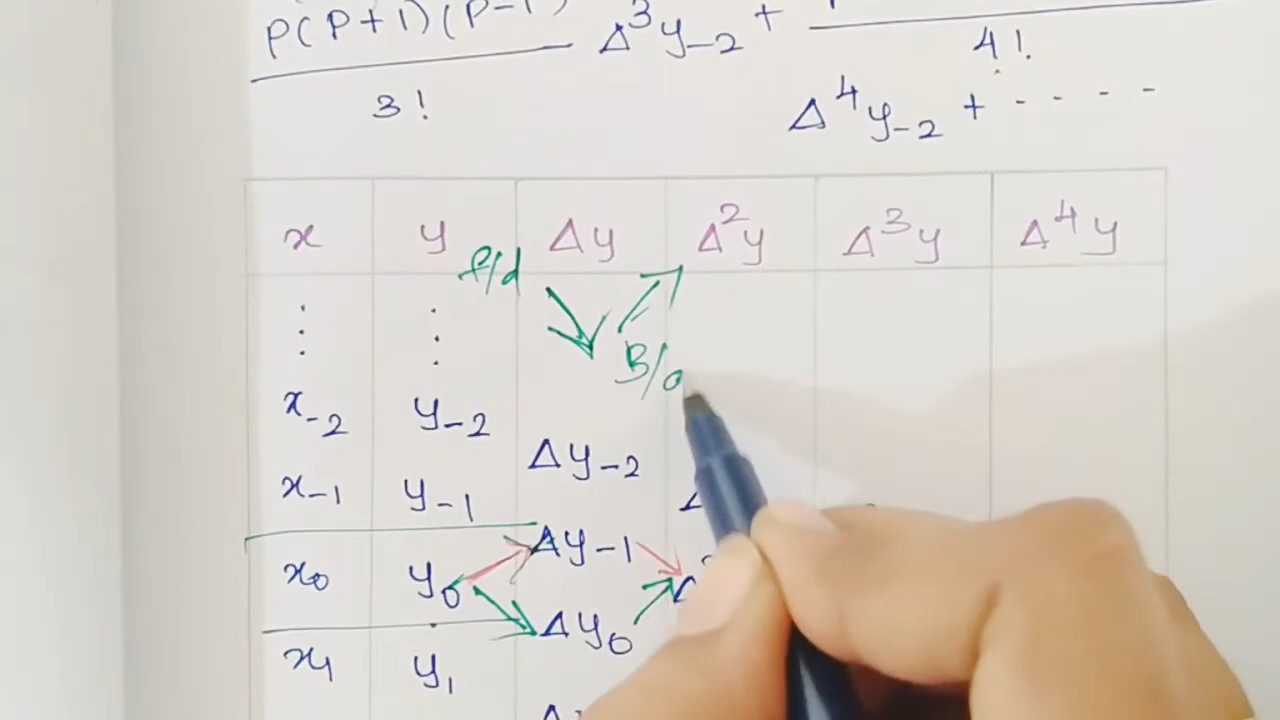 P(P+1)(P-1) Δ³y₋₂ +
3! 4!.
Δ⁴y₋₂ + - - - -
x y Δy Δ²y Δ³y Δ⁴y
f/d
B/d
x₋₂ y₋₂
Δy₋₂
x₋₁ y₋₁
Δy₋₁
x₀ y₀
Δy₀
x₁ y₁